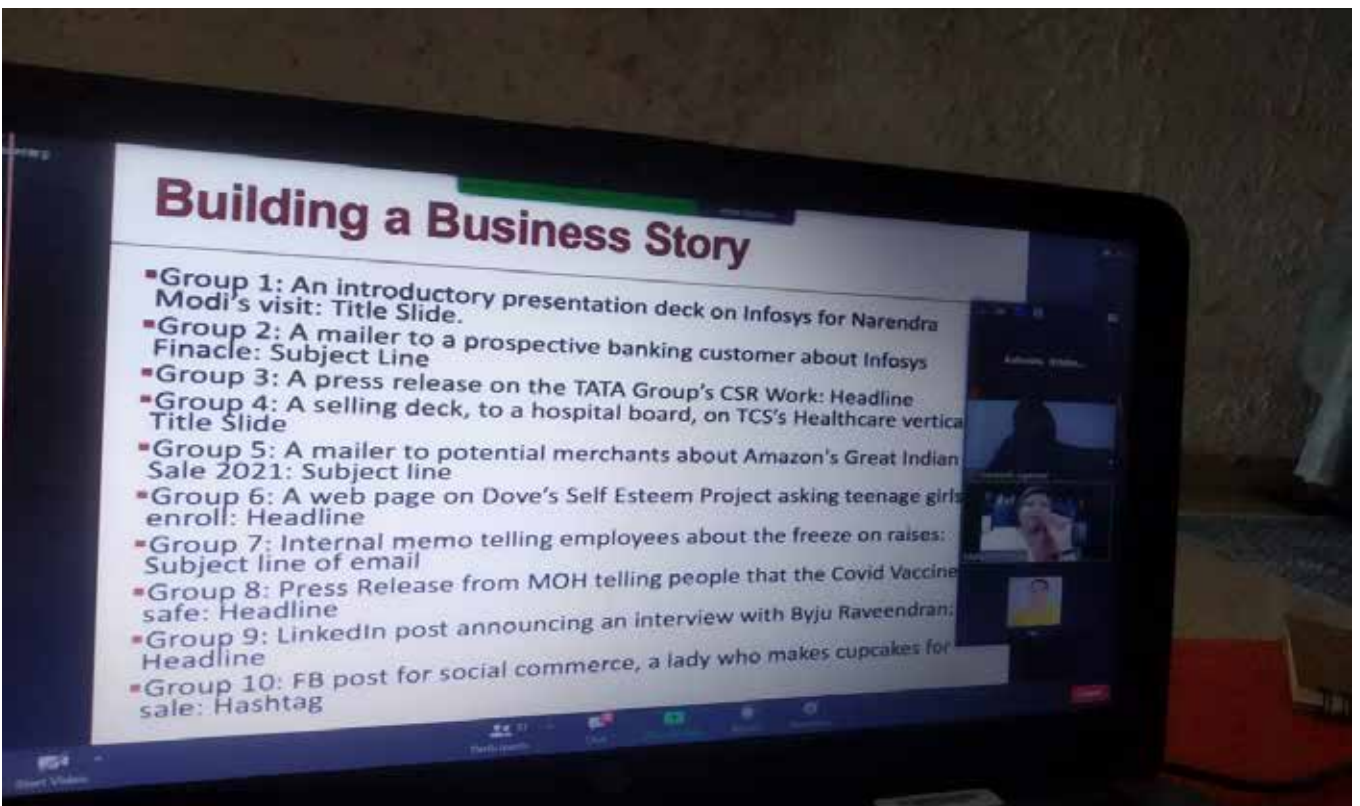 Building a Business Story
▪Group 1: An introductory presentation deck on Infosys for Narendra
Modi's visit: Title Slide.
▪Group 2: A mailer to a prospective banking customer about Infosys
Finacle: Subject Line
▪Group 3: A press release on the TATA Group's CSR Work: Headline
▪Group 4: A selling deck, to a hospital board, on TCS's Healthcare vertica
Title Slide
▪Group 5: A mailer to potential merchants about Amazon's Great Indian
Sale 2021: Subject line
▪Group 6: A web page on Dove's Self Esteem Project asking teenage girls
enroll: Headline
▪Group 7: Internal memo telling employees about the freeze on raises:
Subject line of email
▪Group 8: Press Release from MOH telling people that the Covid Vaccine
safe: Headline
▪Group 9: LinkedIn post announcing an interview with Byju Raveendran:
Headline
▪Group 10: FB post for social commerce, a lady who makes cupcakes for
sale: Hashtag
Participants
Start Video